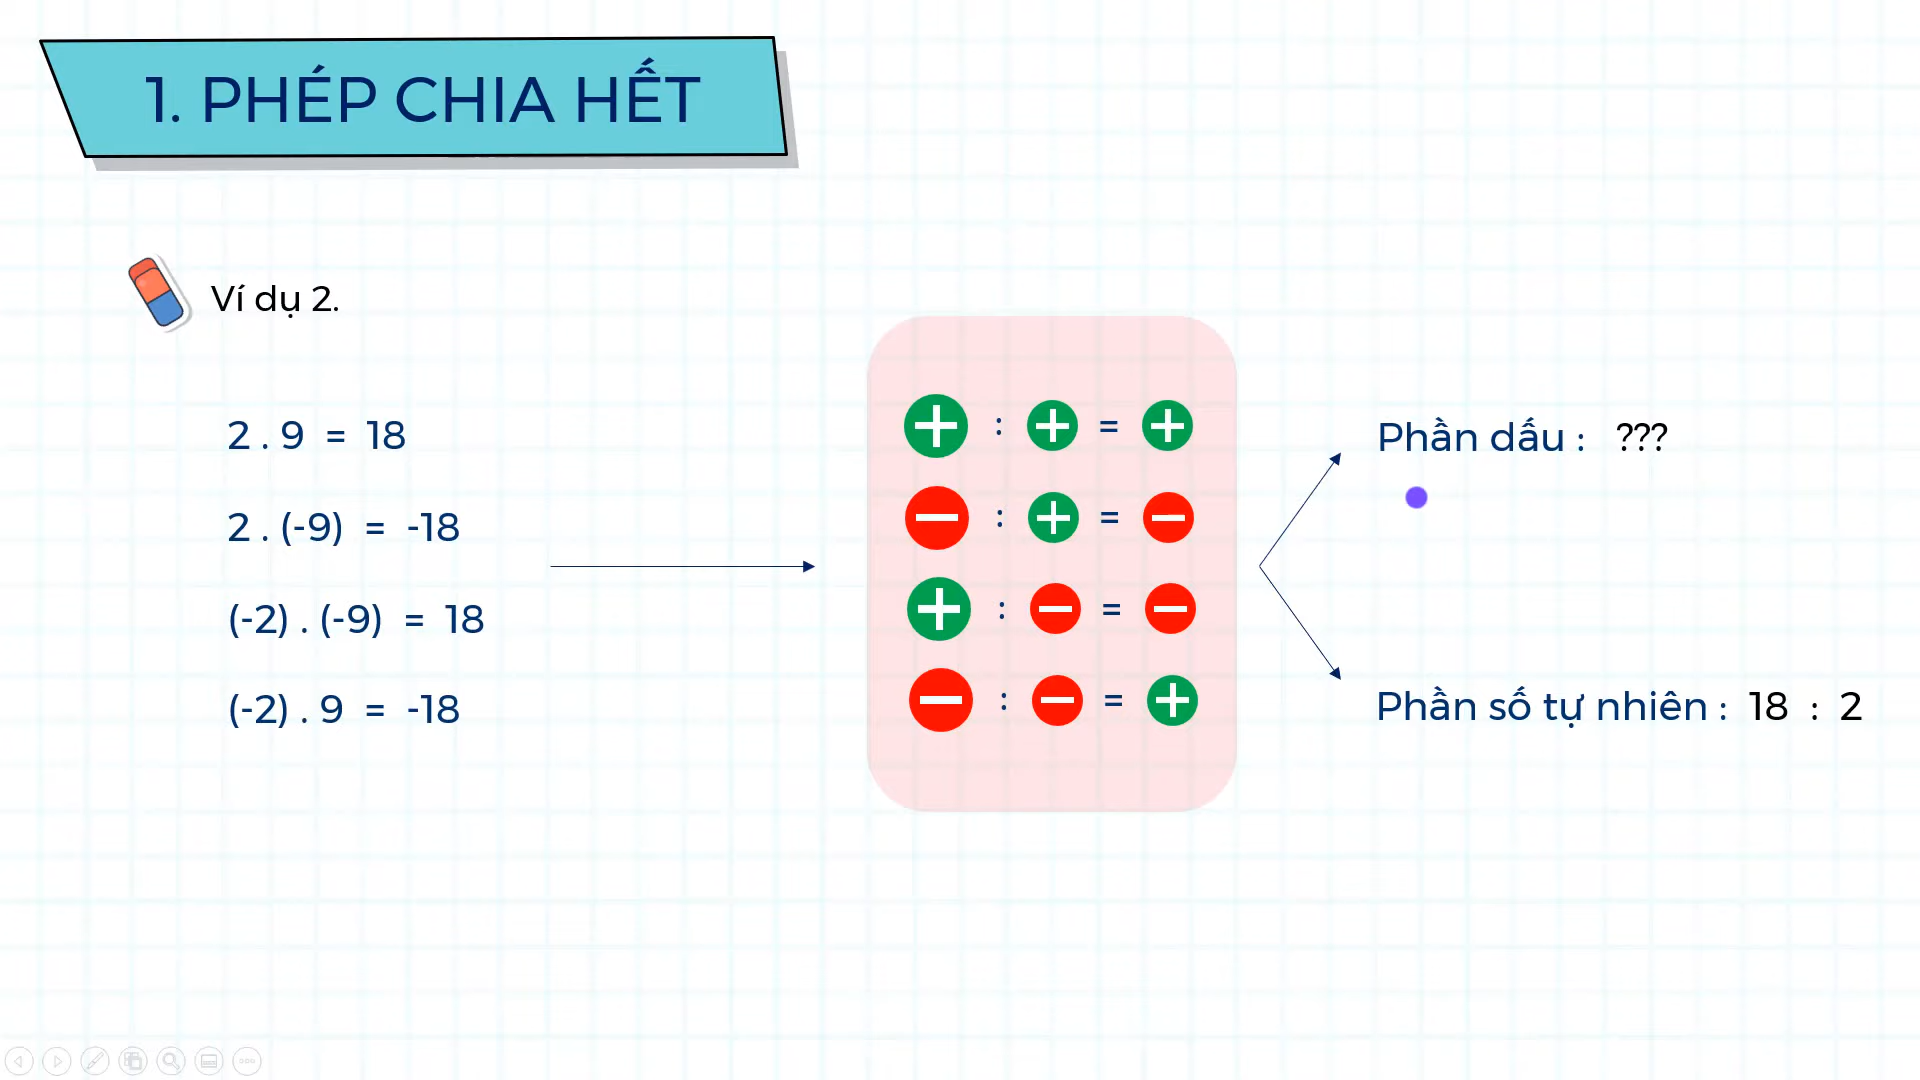 1. PHÉP CHIA HẾT
Ví dụ 2.
2 . 9 = 18
2 . (-9) = -18
(-2) . (-9) = 18
(-2) . 9 = -18
+ : + = +
− : + = −
+ : − = −
− : − = +
Phần dấu : ???
Phần số tự nhiên : 18 : 2